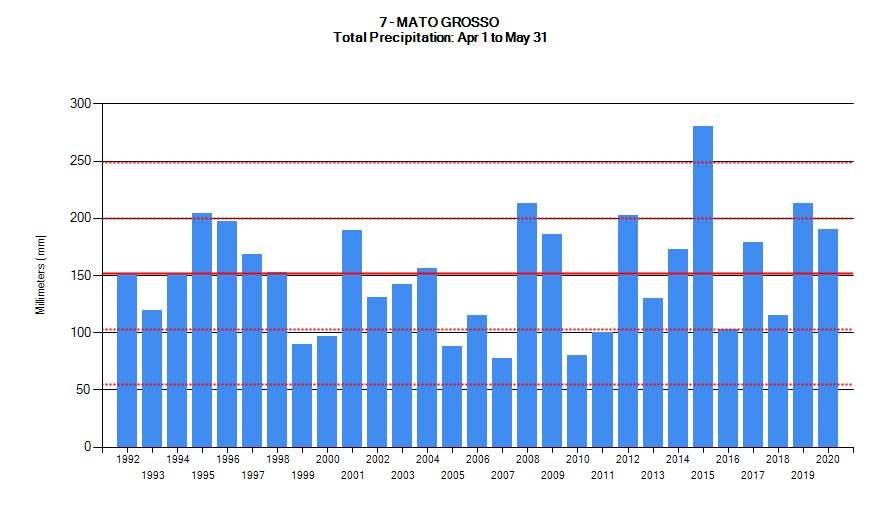 7 - MATO GROSSO
Total Precipitation: Apr 1 to May 31
300
250
200
150
100
50
0
Millimeters (mm|
1992 1994 1996 1998 2000 2002 2004 2006 2008 2010 2012 2014 2016 2018 2020
1993 1995 1997 1999 2001 2003 2005 2007 2009 2011 2013 2015 2017 2019